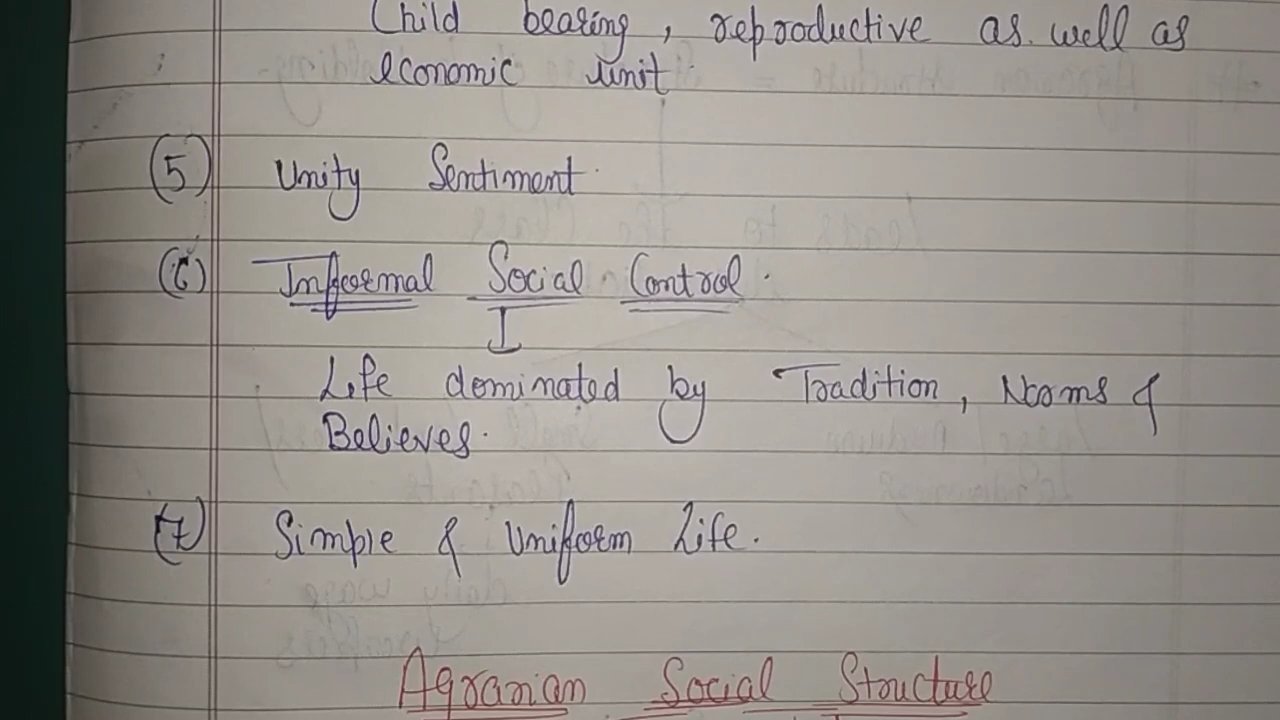 Child bearing, reproductive as well as
economic unit
(5) Unity Sentiment
(6) Informal Social Control.
Life dominated by Tradition, Norms &
Believes.
(7) Simple & Uniform Life.
Agrarian Social Structure